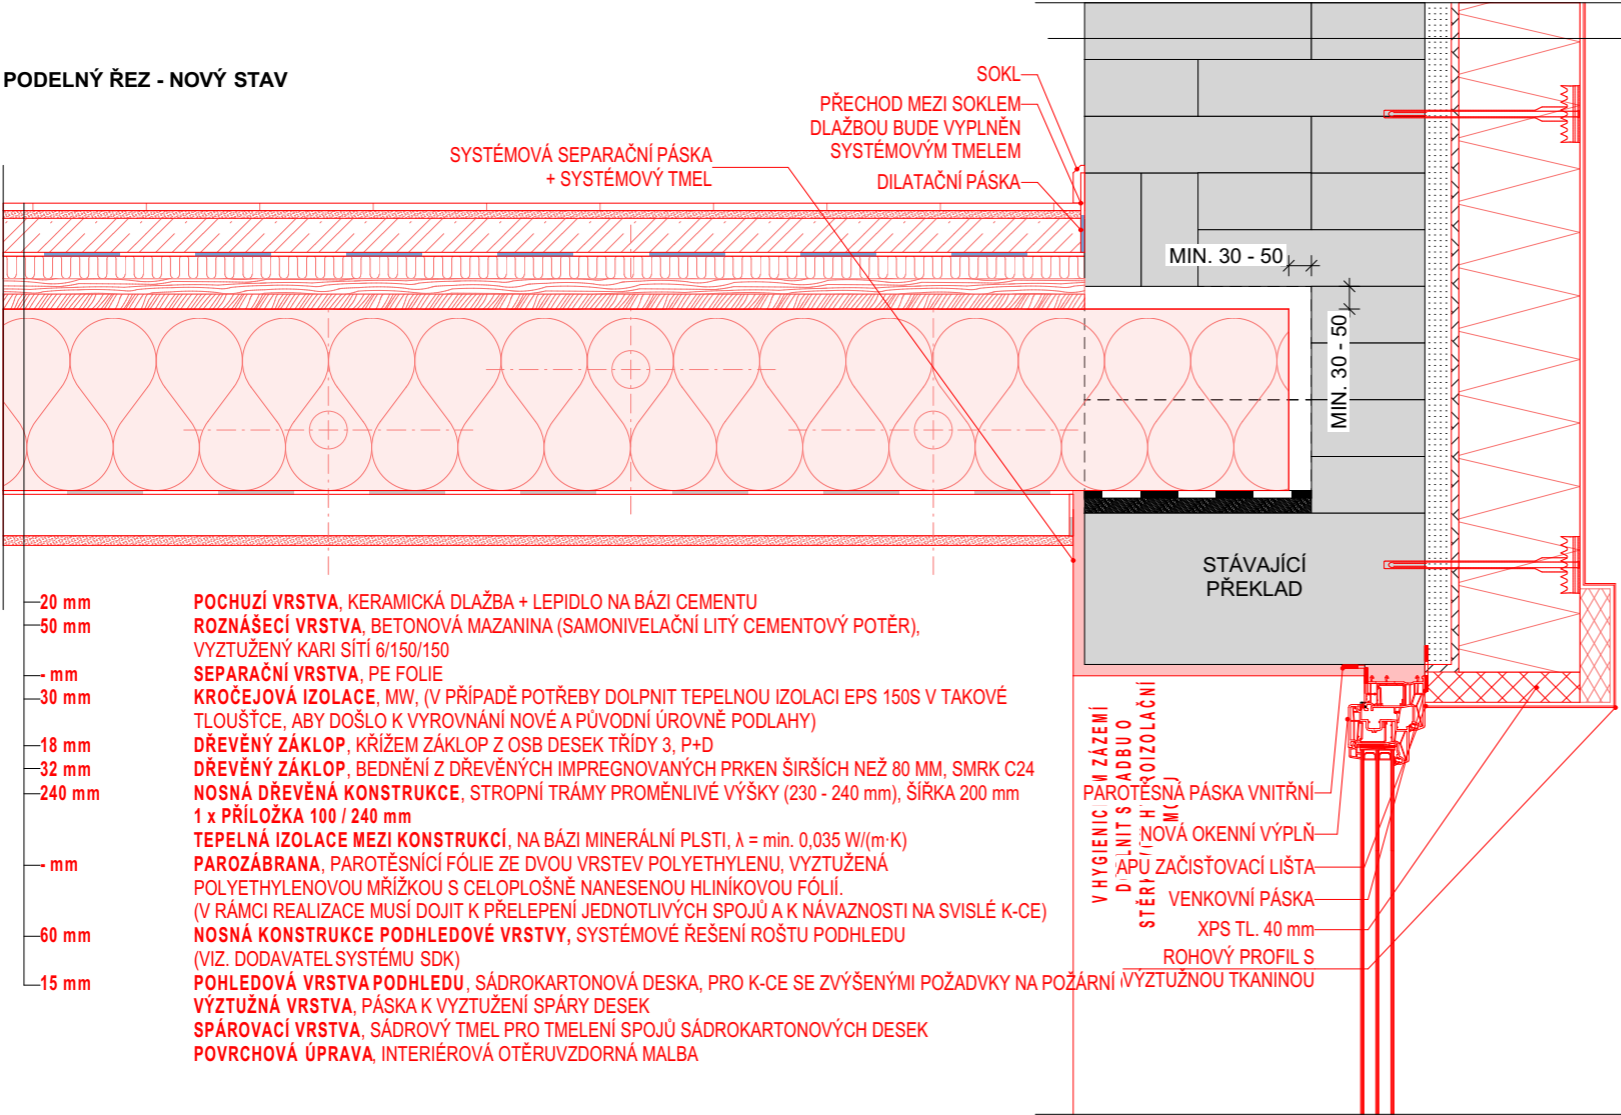 PODELNÝ ŘEZ - NOVÝ STAV
SOKL
PŘECHOD MEZI SOKLEM
DLAŽBOU BUDE VYPLNĚN
SYSTÉMOVÝM TMELEM
DILATAČNÍ PÁSKA
SYSTÉMOVÁ SEPARAČNÍ PÁSKA
+ SYSTÉMOVÝ TMEL
MIN. 30 - 50
MIN. 30 - 50
STÁVAJÍCÍ
PŘEKLAD
20 mm POCHUZÍ VRSTVA, KERAMICKÁ DLAŽBA + LEPIDLO NA BÁZI CEMENTU
50 mm ROZNÁŠECÍ VRSTVA, BETONOVÁ MAZANINA (SAMONIVELAČNÍ LITÝ CEMENTOVÝ POTĚR),
VYZTUŽENÝ KARI SÍTÍ 6/150/150
- mm SEPARAČNÍ VRSTVA, PE FOLIE
30 mm KROČEJOVÁ IZOLACE, MW, (V PŘÍPADĚ POTŘEBY DOLPNIT TEPELNOU IZOLACI EPS 150S V TAKOVÉ
TLOUŠŤCE, ABY DOŠLO K VYROVNÁNÍ NOVÉ A PŮVODNÍ ÚROVNĚ PODLAHY)
18 mm DŘEVĚNÝ ZÁKLOP, KŘÍŽEM ZÁKLOP Z OSB DESEK TŘÍDY 3, P+D
32 mm DŘEVĚNÝ ZÁKLOP, BEDNĚNÍ Z DŘEVĚNÝCH IMPREGNOVANÝCH PRKEN ŠIRŠÍCH NEŽ 80 MM, SMRK C24
240 mm NOSNÁ DŘEVĚNÁ KONSTRUKCE, STROPNÍ TRÁMY PROMĚNLIVÉ VÝŠKY (230 - 240 mm), ŠÍŘKA 200 mm
1 x PŘÍLOŽKA 100 / 240 mm
TEPELNÁ IZOLACE MEZI KONSTRUKCÍ, NA BÁZI MINERÁLNÍ PLSTI, λ = min. 0,035 W/(m·K)
- mm PAROZÁBRANA, PAROTĚSNÍCÍ FÓLIE ZE DVOU VRSTEV POLYETHYLENU, VYZTUŽENÁ
POLYETHYLENOVOU MŘÍŽKOU S CELOPLOŠNĚ NANESENOU HLINÍKOVOU FÓLIÍ.
(V RÁMCI REALIZACE MUSÍ DOJIT K PŘELEPENÍ JEDNOTLIVÝCH SPOJŮ A K NÁVAZNOSTI NA SVISLÉ K-CE)
60 mm NOSNÁ KONSTRUKCE PODHLEDOVÉ VRSTVY, SYSTÉMOVÉ ŘEŠENÍ ROŠTU PODHLEDU
(VIZ. DODAVATEL SYSTÉMU SDK)
15 mm POHLEDOVÁ VRSTVA PODHLEDU, SÁDROKARTONOVÁ DESKA, PRO K-CE SE ZVÝŠENÝMI POŽADVKY NA POŽÁRNÍ
VÝZTUŽNÁ VRSTVA, PÁSKA K VYZTUŽENÍ SPÁRY DESEK
SPÁROVACÍ VRSTVA, SÁDROVÝ TMEL PRO TMELENÍ SPOJŮ SÁDROKARTONOVÝCH DESEK
POVRCHOVÁ ÚPRAVA, INTERIÉROVÁ OTĚRUVZDORNÁ MALBA
ZÁZEMÍ
PAROTĚSNÁ PÁSKA VNITŘNÍ
NOVÁ OKENNÍ VÝPLŇ
APU ZAČISŤOVACÍ LIŠTA
VENKOVNÍ PÁSKA
XPS TL. 40 mm
ROHOVÝ PROFIL S
VÝZTUŽNOU TKANINOU